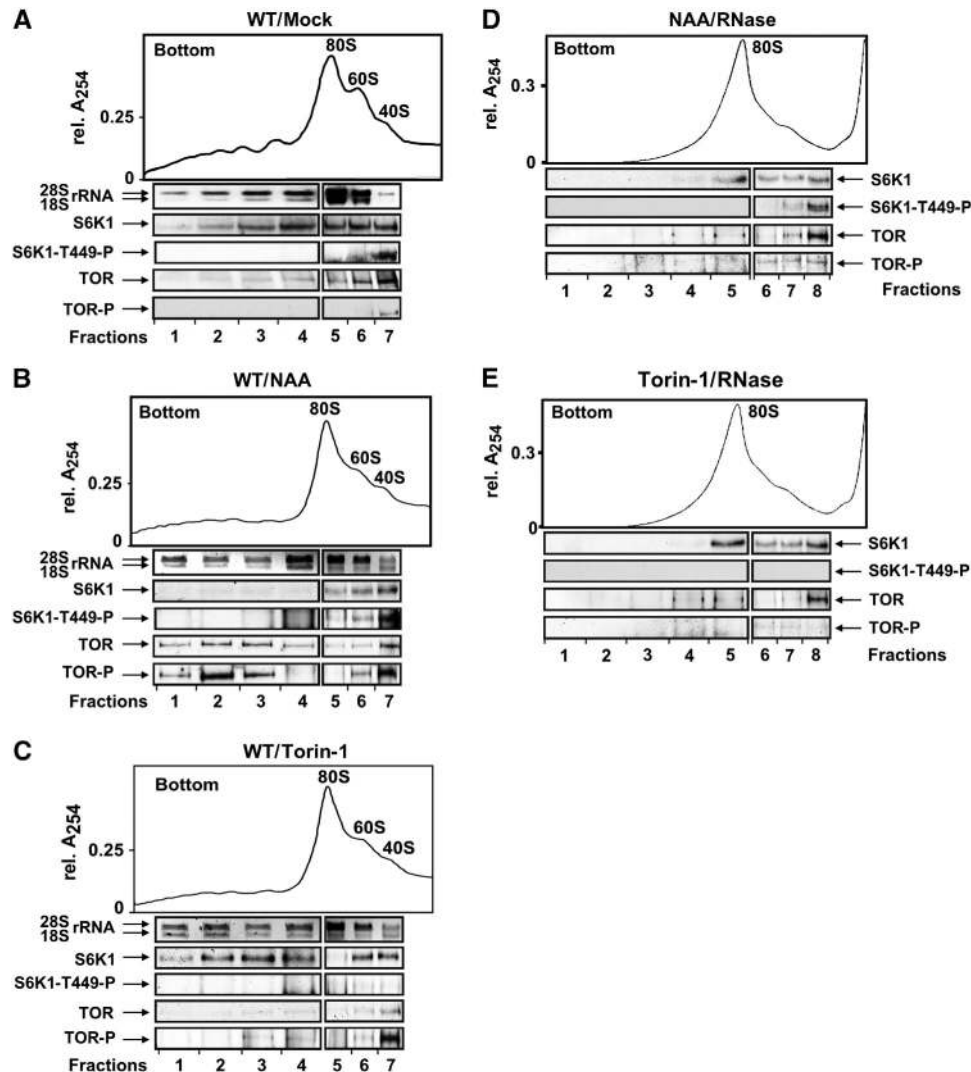 A
WT/Mock
Bottom
80S
60S
40S
rel. A254
0.25
0
28S
18S
rRNA
S6K1
S6K1-T449-P
TOR
TOR-P
Fractions 1 2 3 4 5 6 7
B
WT/NAA
Bottom
80S
60S
40S
rel. A254
0.25
0
28S
18S
rRNA
S6K1
S6K1-T449-P
TOR
TOR-P
Fractions 1 2 3 4 5 6 7
C
WT/Torin-1
Bottom
80S
60S
40S
rel. A254
0.25
0
28S
18S
rRNA
S6K1
S6K1-T449-P
TOR
TOR-P
Fractions 1 2 3 4 5 6 7
D
NAA/RNase
Bottom
80S
rel. A254
0.3
0
S6K1
S6K1-T449-P
TOR
TOR-P
Fractions
1 2 3 4 5 6 7 8
E
Torin-1/RNase
Bottom
80S
rel. A254
0.3
0
S6K1
S6K1-T449-P
TOR
TOR-P
1 2 3 4 5 6 7 8 Fractions